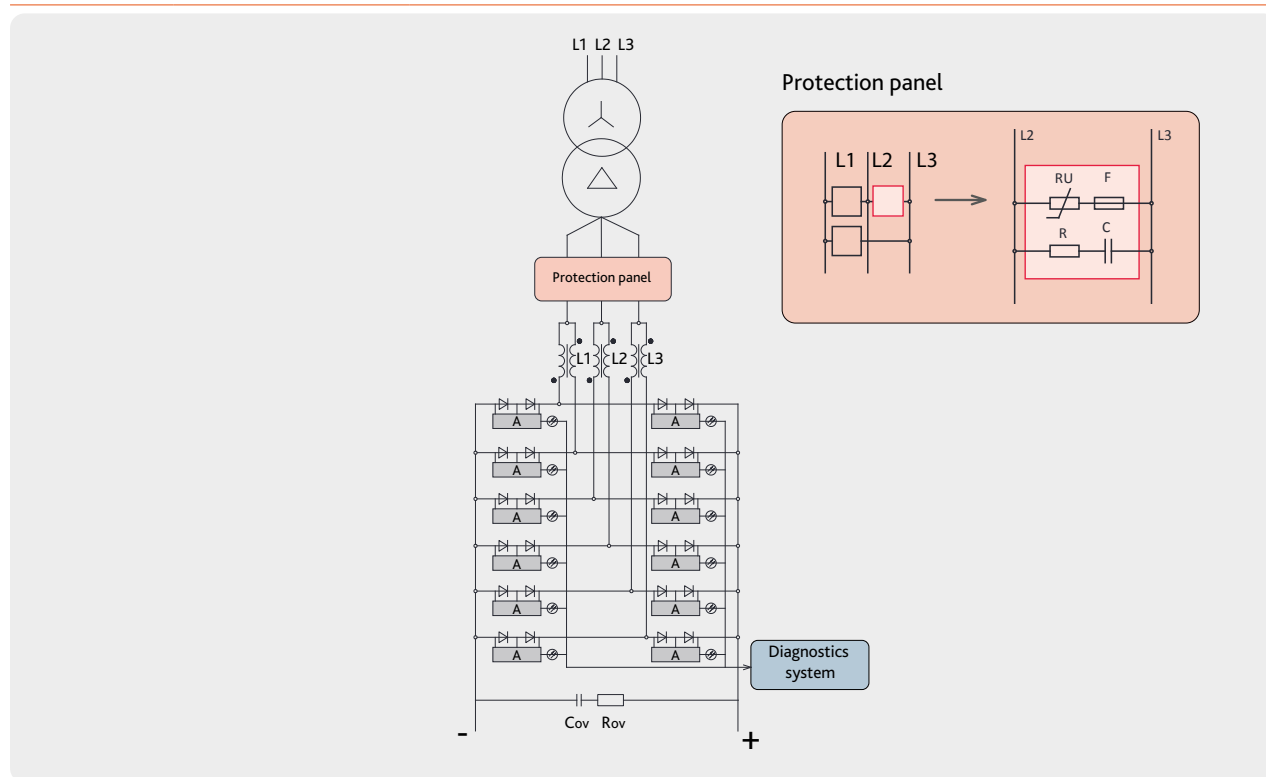 L1 L2 L3
Protection panel
L1 L2 L3
L2 L3
RU F
R C
Protection panel
L1 L2 L3
A A
A A
A A
A A
A A
A A
Diagnostics
system
Cov Rov
- +